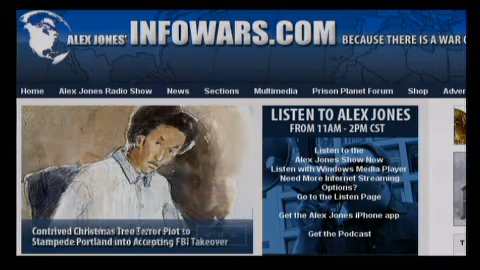 ALEX JONES' INFOWARS.COM BECAUSE THERE IS A WAR
Home Alex Jones Radio Show News Sections Multimedia Prison Planet Forum Shop Adver
LISTEN TO ALEX JONES
FROM 11AM - 2PM CST
Listen to the
Alex Jones Show Now
Listen with Windows Media Player
Need More Internet Streaming
Options?
Go to the Listen Page
Get the Alex Jones iPhone app
Get the Podcast
Contrived Christmas Tree Terror Plot to
Stampede Portland into Accepting FBI Takeover